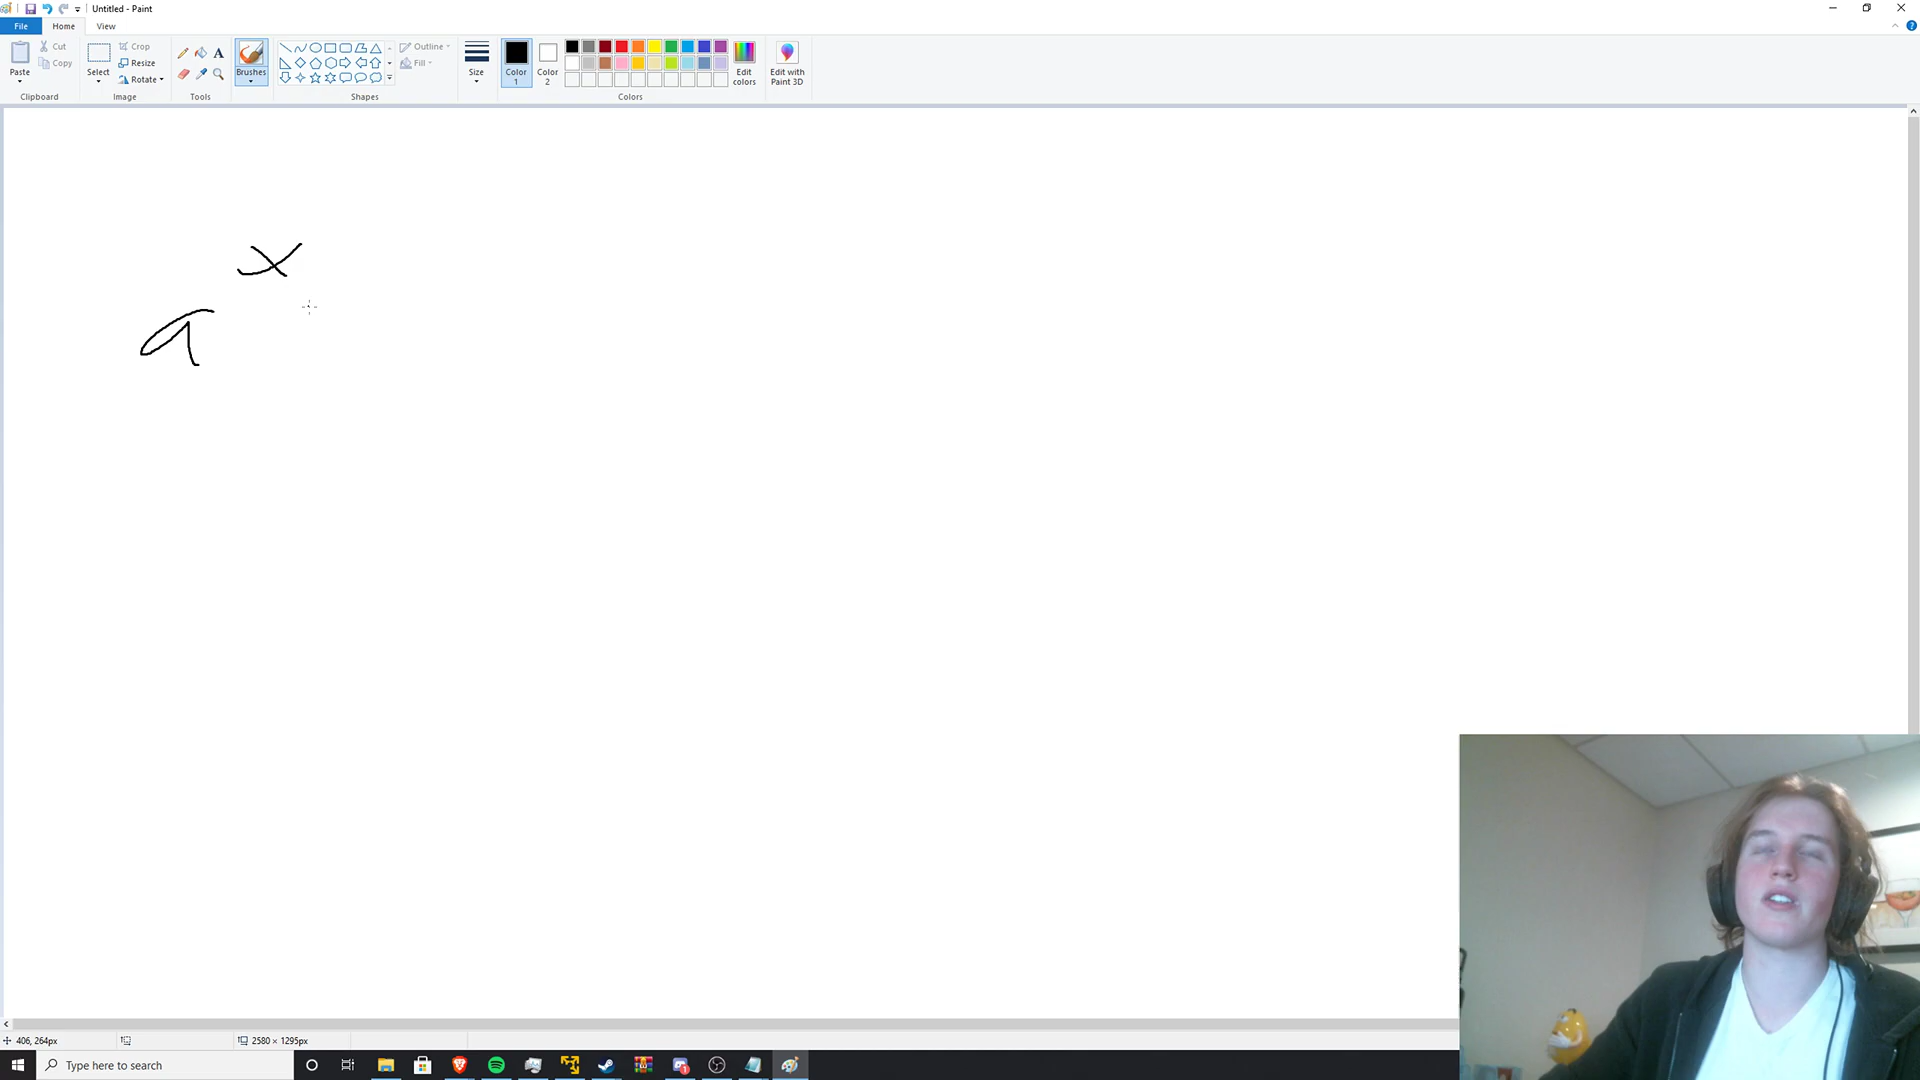 Untitled - Paint
File Home View
Paste Cut Copy Clipboard
Select Crop Resize Rotate Image
A Tools
Brushes
Shapes Outline Fill
Size
Color 1 Color 2
Colors
Edit colors
Edit with Paint 3D
x
a
406, 264px 2580 × 1295px
Type here to search